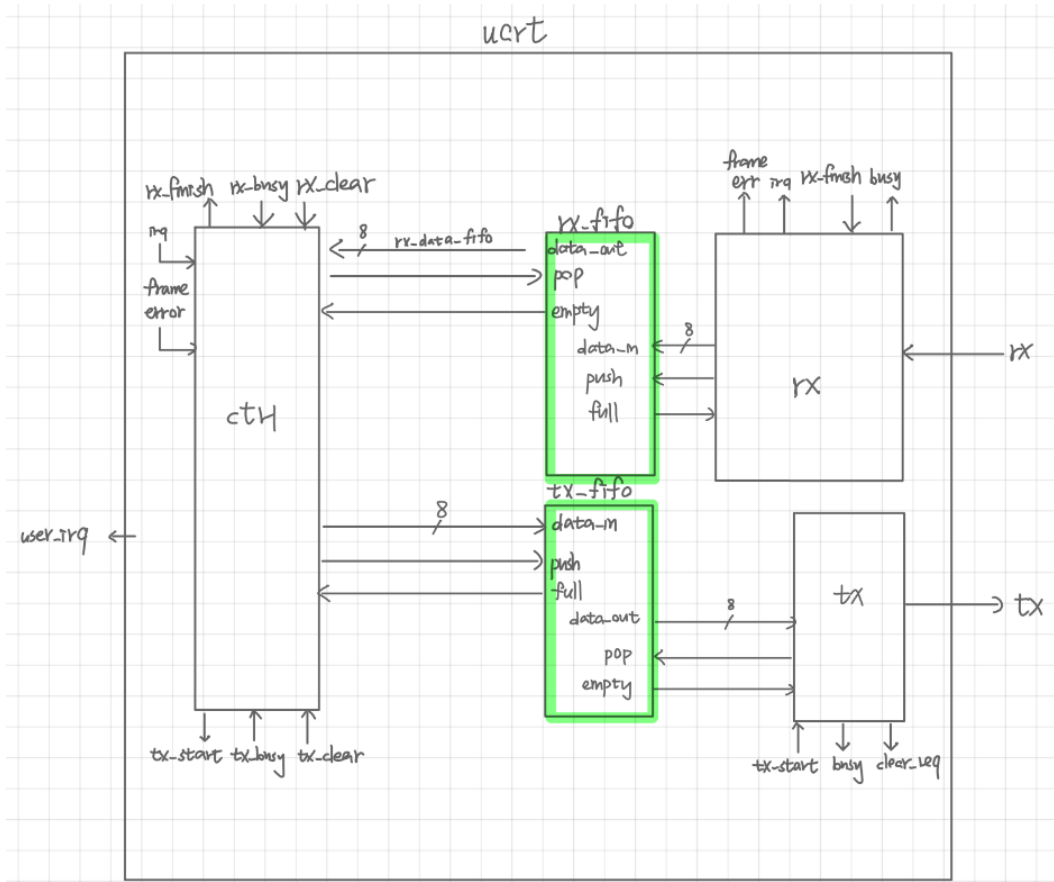 uart
frame
err irq rx_finish busy
rx_finish rx_busy rx_clear
rx_fifo
irq
8 rx_data_fifo data_out
pop
frame
error
empty
8
data_in
push
full
rx
rx
ctrl
tx_fifo
8
data_in
user_irq
push
full
8
data_out
tx
tx
pop
empty
tx_start tx_busy tx_clear
tx_start busy clear_req